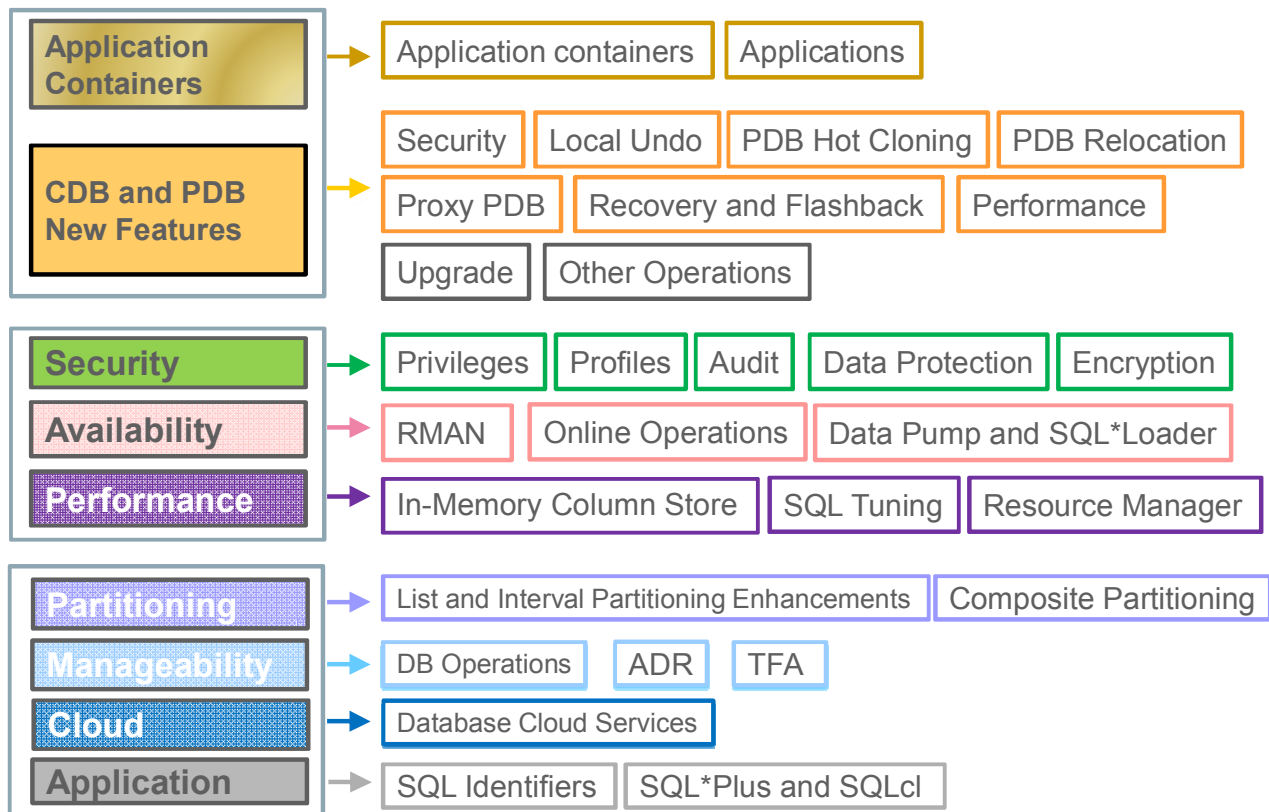 Application
Containers
Application containers
Applications
CDB and PDB
New Features
Security
Local Undo
PDB Hot Cloning
PDB Relocation
Proxy PDB
Recovery and Flashback
Performance
Upgrade
Other Operations
Security
Privileges
Profiles
Audit
Data Protection
Encryption
Availability
RMAN
Online Operations
Data Pump and SQL*Loader
Performance
In-Memory Column Store
SQL Tuning
Resource Manager
Partitioning
List and Interval Partitioning Enhancements
Composite Partitioning
Manageability
DB Operations
ADR
TFA
Cloud
Database Cloud Services
Application
SQL Identifiers
SQL*Plus and SQLcl